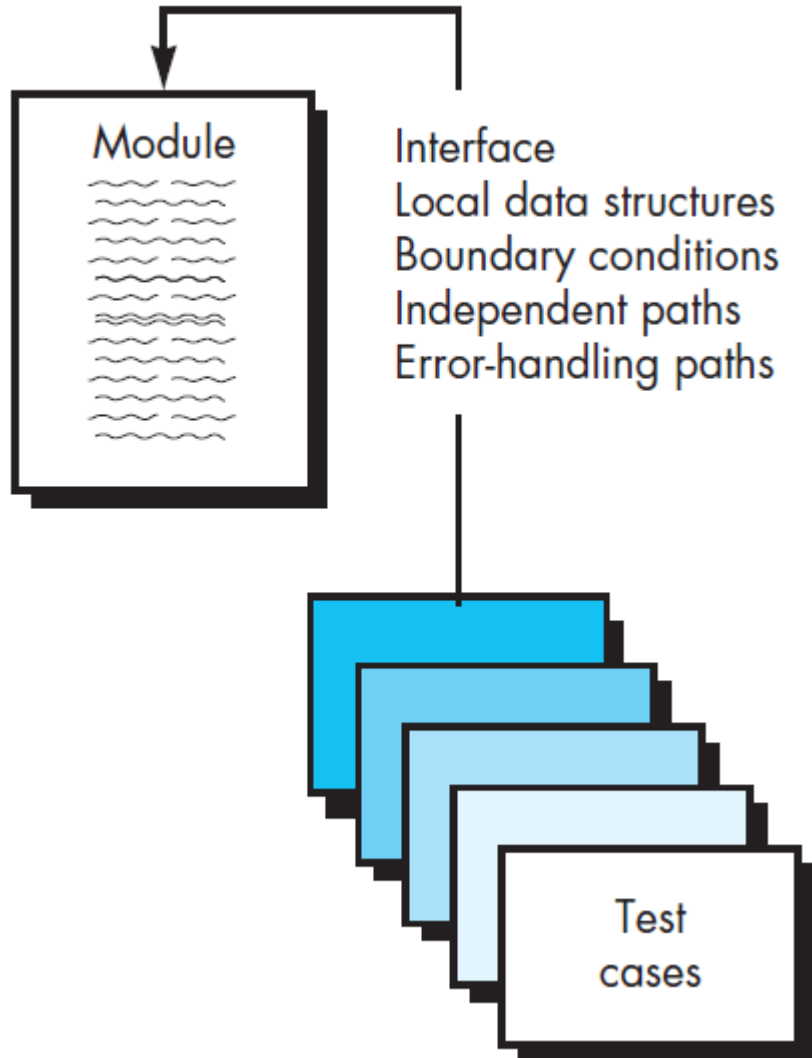 Module
Interface
Local data structures
Boundary conditions
Independent paths
Error-handling paths
Test
cases